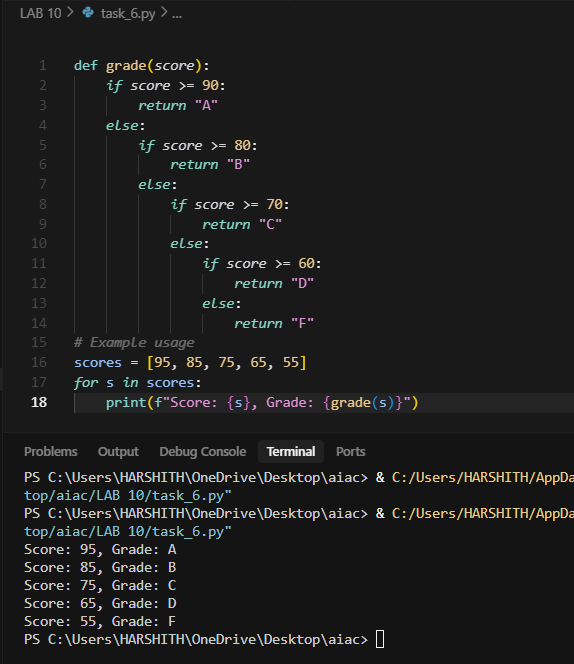 LAB 10 > task_6.py > ...
1 def grade(score):
2     if score >= 90:
3         return "A"
4     else:
5         if score >= 80:
6             return "B"
7         else:
8             if score >= 70:
9                 return "C"
10             else:
11                 if score >= 60:
12                     return "D"
13                 else:
14                     return "F"
15 # Example usage
16 scores = [95, 85, 75, 65, 55]
17 for s in scores:
18     print(f"Score: {s}, Grade: {grade(s)}")
Problems Output Debug Console Terminal Ports
PS C:\Users\HARSHITH\OneDrive\Desktop\aiac> & C:/Users/HARSHITH/AppDa
top/aiac/LAB 10/task_6.py"
PS C:\Users\HARSHITH\OneDrive\Desktop\aiac> & C:/Users/HARSHITH/AppDa
top/aiac/LAB 10/task_6.py"
Score: 95, Grade: A
Score: 85, Grade: B
Score: 75, Grade: C
Score: 65, Grade: D
Score: 55, Grade: F
PS C:\Users\HARSHITH\OneDrive\Desktop\aiac>